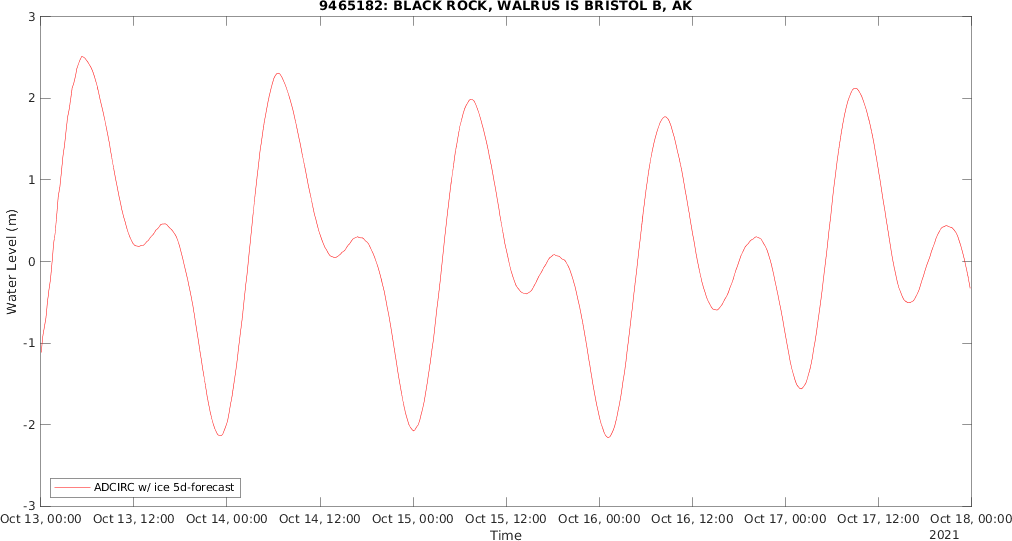 9465182: BLACK ROCK, WALRUS IS BRISTOL B, AK
3
2
1
0
-1
-2
-3
Water Level (m)
ADCIRC w/ ice 5d-forecast
Oct 13, 00:00 Oct 13, 12:00 Oct 14, 00:00 Oct 14, 12:00 Oct 15, 00:00 Oct 15, 12:00 Oct 16, 00:00 Oct 16, 12:00 Oct 17, 00:00 Oct 17, 12:00 Oct 18, 00:00
Time
2021